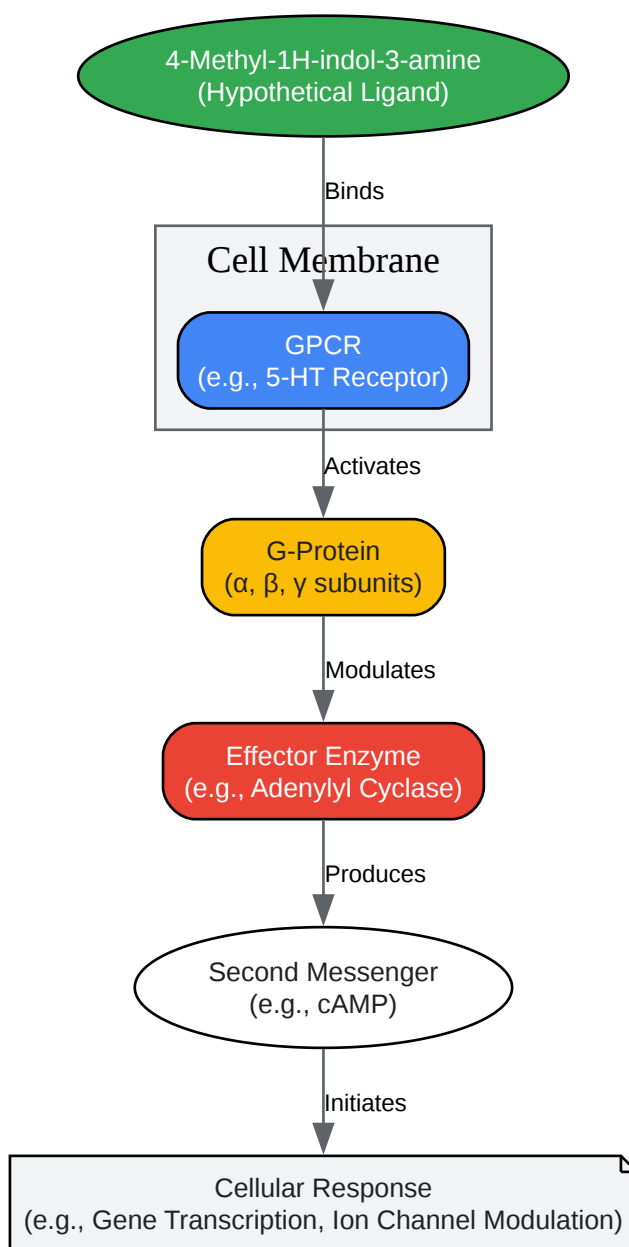 4-Methyl-1H-indol-3-amine
(Hypothetical Ligand)
Binds
Cell Membrane
GPCR
(e.g., 5-HT Receptor)
Activates
G-Protein
(α, β, γ subunits)
Modulates
Effector Enzyme
(e.g., Adenylyl Cyclase)
Produces
Second Messenger
(e.g., cAMP)
Initiates
Cellular Response
(e.g., Gene Transcription, Ion Channel Modulation)